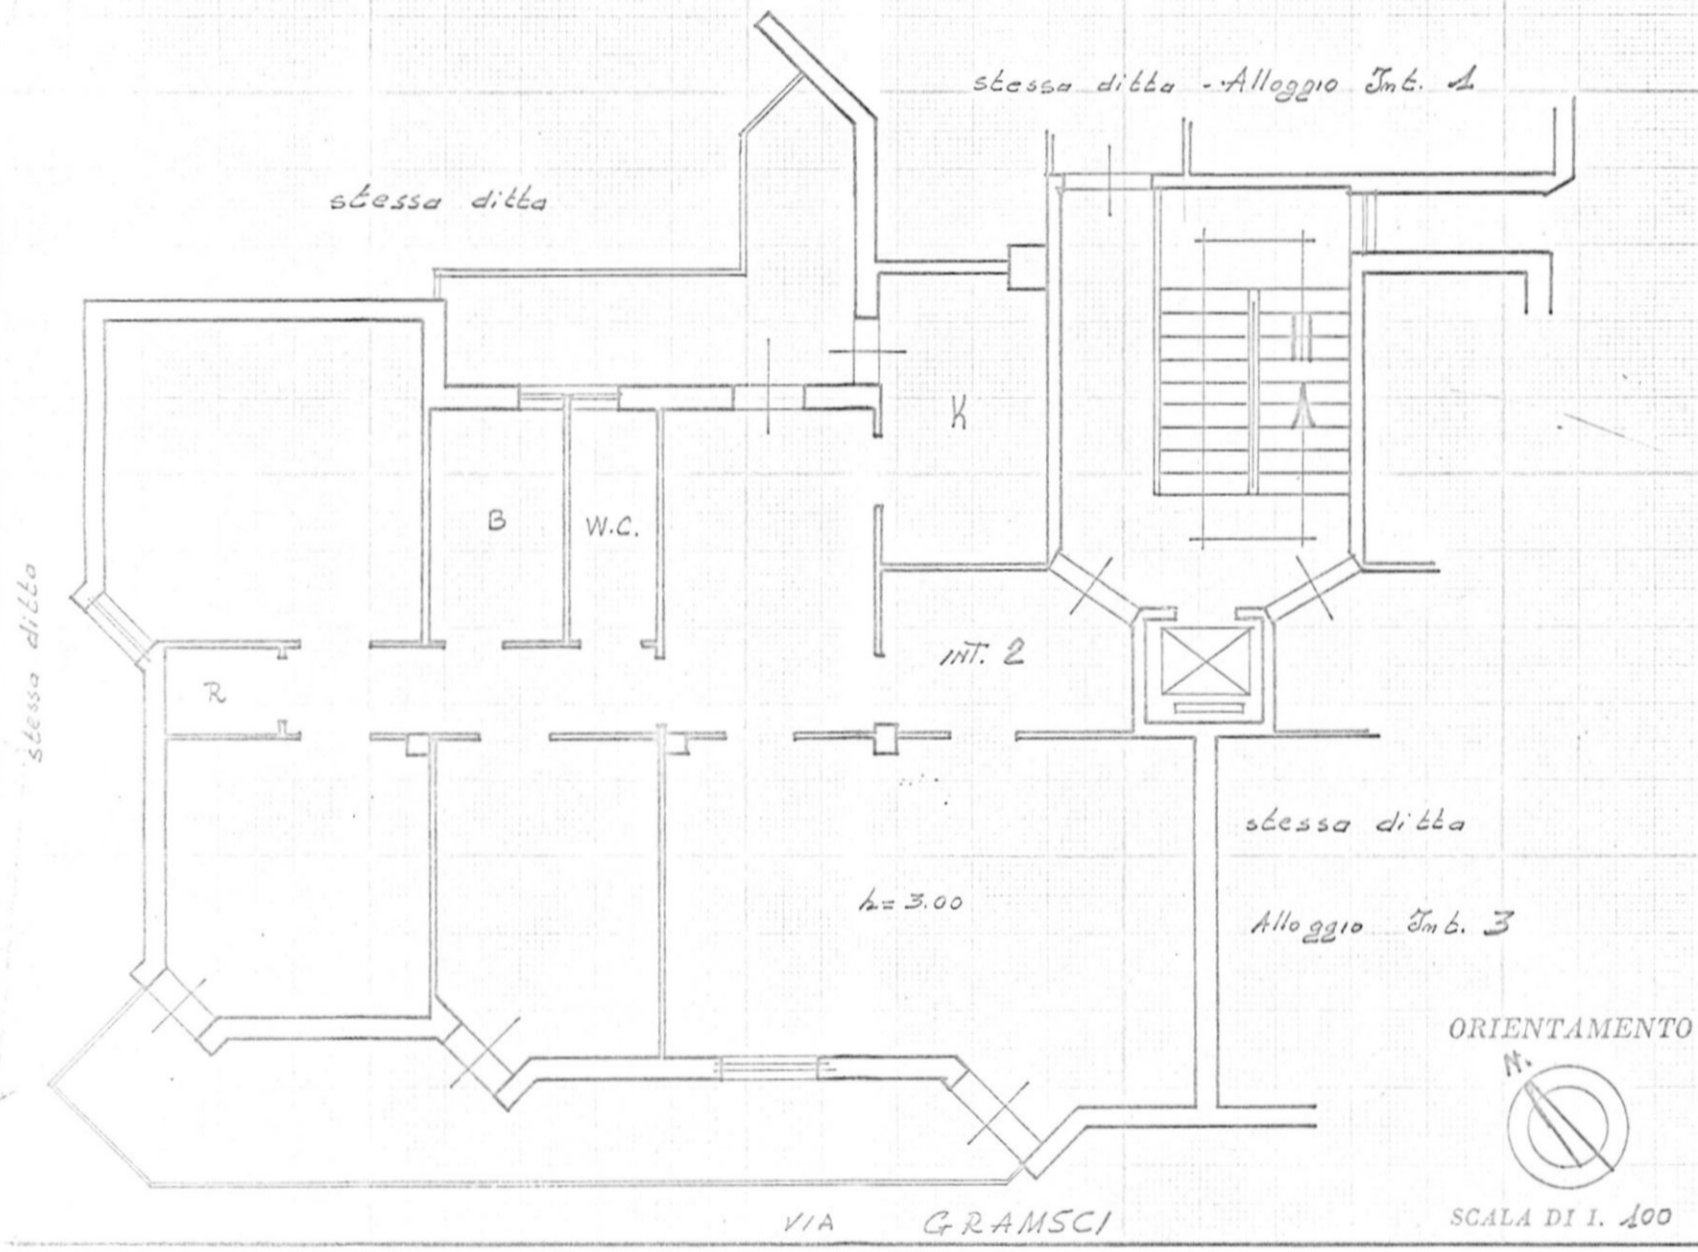 stessa ditta - Alloggio Int. 1
stessa ditta
K
B
W.C.
stessa ditta
INT. 2
R
stessa ditta
h= 3.00
Alloggio Int. 3
ORIENTAMENTO
N.
VIA GRAMSCI
SCALA DI 1. 100